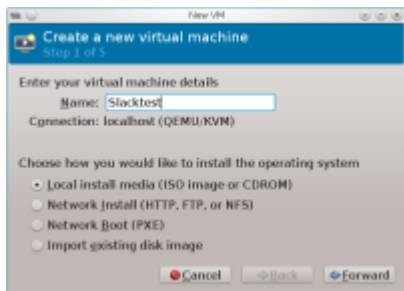 New VM
Create a new virtual machine
Step 1 of 5
Enter your virtual machine details
Name: Slacktest
Connection: localhost (QEMU/KVM)
Choose how you would like to install the operating system
Local install media (ISO image or CDROM)
Network Install (HTTP, FTP, or NFS)
Network Boot (PXE)
Import existing disk image
Cancel Back Forward